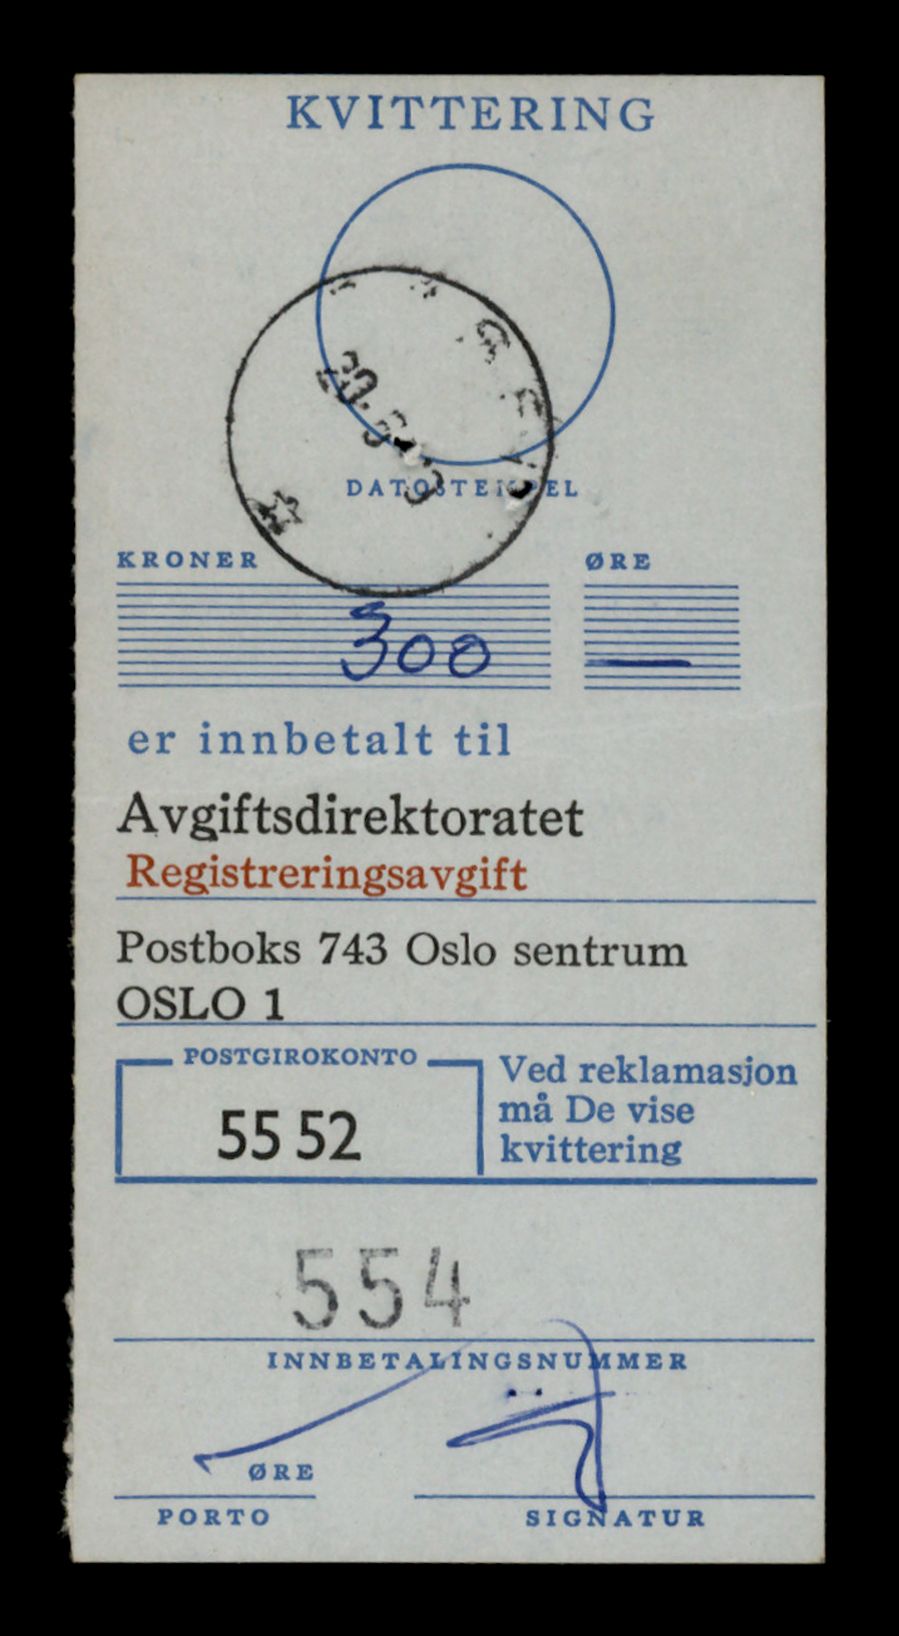 KVITTERING
DATOSTEMPEL
KRONER ØRE
300 —
er innbetalt til
Avgiftsdirektoratet
Registreringsavgift
Postboks 743 Oslo sentrum
OSLO 1
POSTGIROKONTO
55 52
Ved reklamasjon
må De vise
kvittering
554
INNBETALINGSNUMMER
ØRE
PORTO SIGNATUR